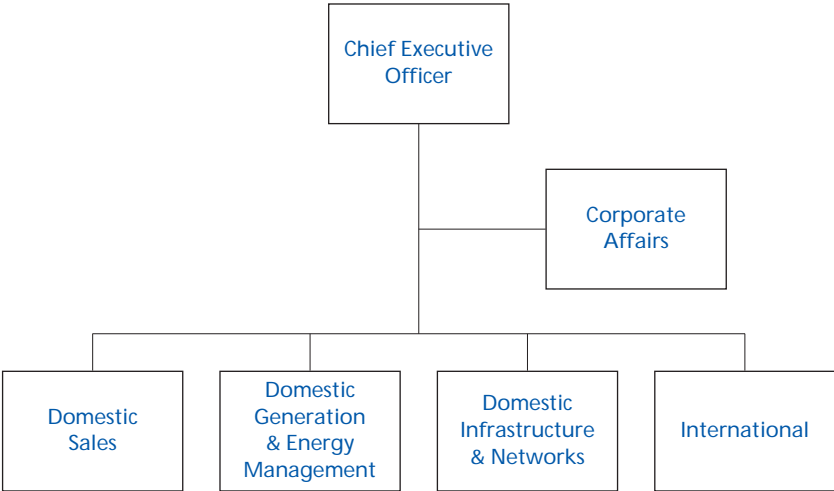 Chief Executive
Officer
Corporate
Affairs
Domestic
Sales
Domestic
Generation
& Energy
Management
Domestic
Infrastructure
& Networks
International